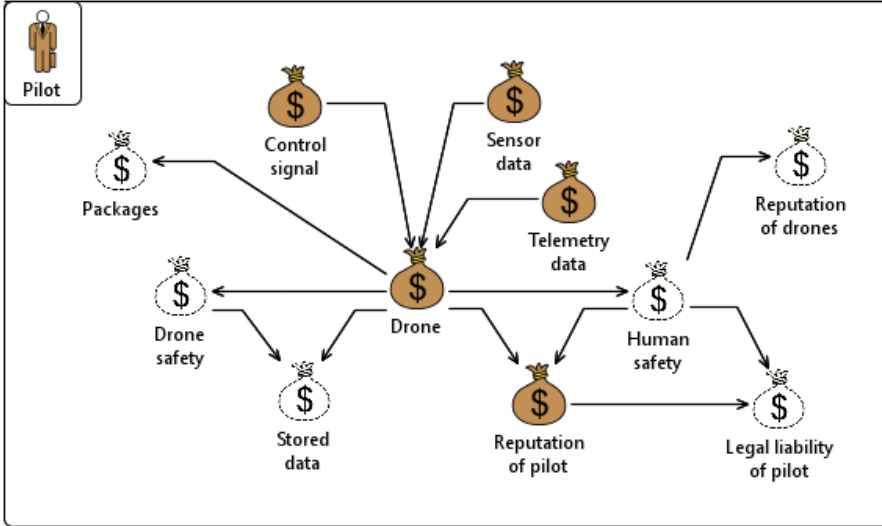 Pilot
$
Control
signal
$
Sensor
data
$
Packages
$
Telemetry
data
$
Reputation
of drones
$
Drone
safety
$
Drone
$
Human
safety
$
Stored
data
$
Reputation
of pilot
$
Legal liability
of pilot